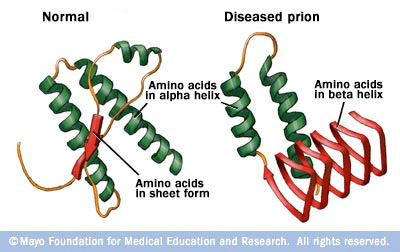 Normal
Diseased prion
Amino acids
in alpha helix
Amino acids
in beta helix
Amino acids
in sheet form
©Mayo Foundation for Medical Education and Research. All rights reserved.